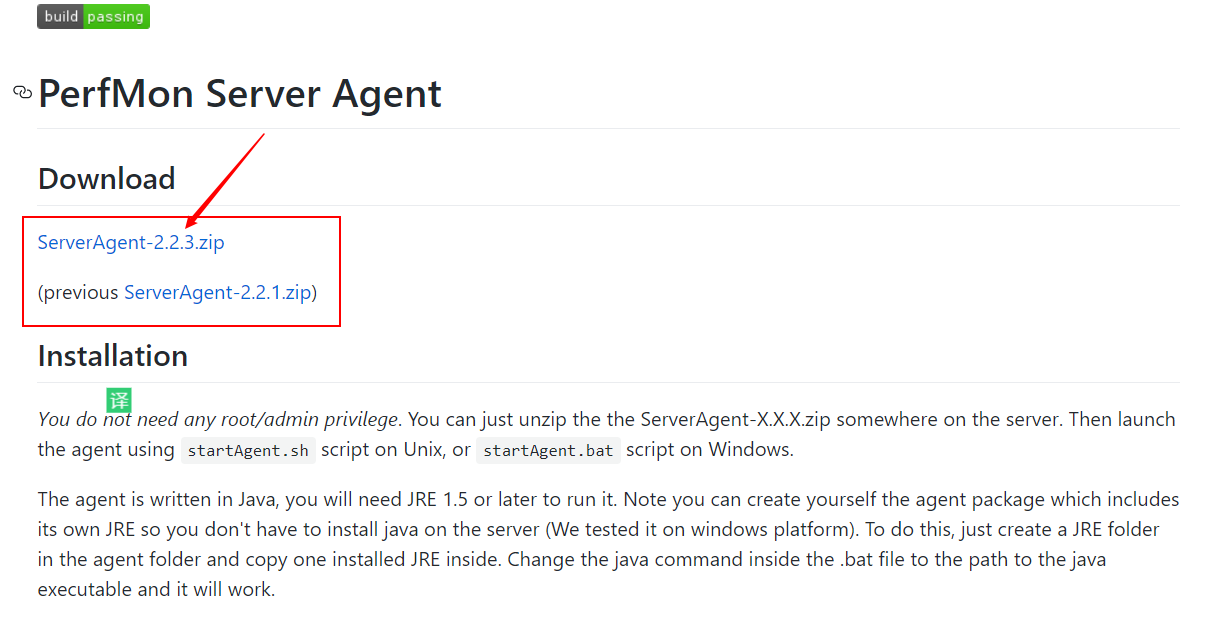 build passing
PerfMon Server Agent
Download
ServerAgent-2.2.3.zip
(previous ServerAgent-2.2.1.zip)
Installation
译
You do not need any root/admin privilege. You can just unzip the the ServerAgent-X.X.X.zip somewhere on the server. Then launch
the agent using startAgent.sh script on Unix, or startAgent.bat script on Windows.
The agent is written in Java, you will need JRE 1.5 or later to run it. Note you can create yourself the agent package which includes
its own JRE so you don't have to install java on the server (We tested it on windows platform). To do this, just create a JRE folder
in the agent folder and copy one installed JRE inside. Change the java command inside the .bat file to the path to the java
executable and it will work.